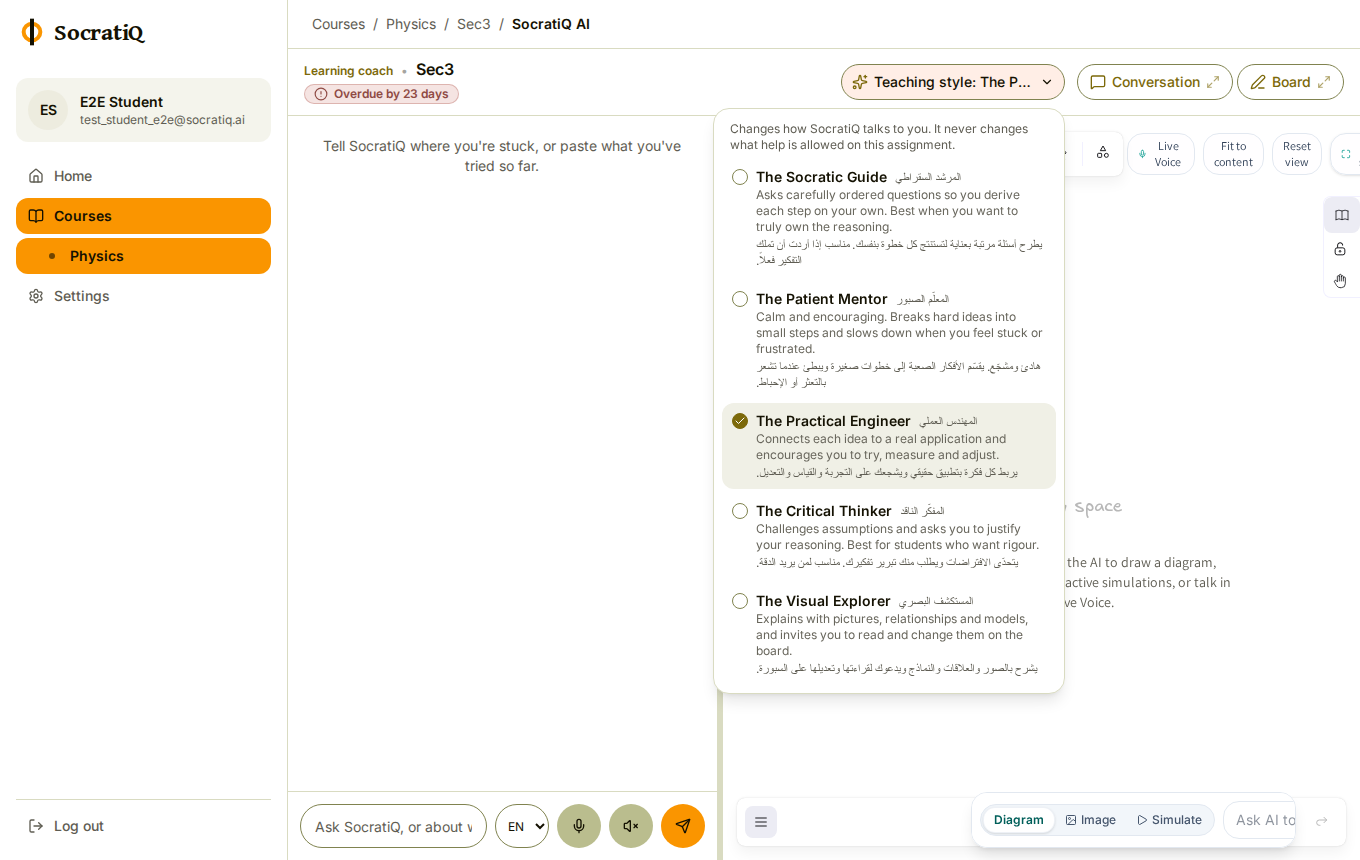 SocratiQ
ES
E2E Student
test_student_e2e@socratiq.ai
Home
Courses
Physics
Settings
Log out
Courses / Physics / Sec3 / SocratiQ AI
Learning coach • Sec3
Overdue by 23 days
Teaching style: The P...
Conversation
Board
Tell SocratiQ where you're stuck, or paste what you've
tried so far.
Changes how SocratiQ talks to you. It never changes
what help is allowed on this assignment.
The Socratic Guide المرشد السقراطي
Asks carefully ordered questions so you derive
each step on your own. Best when you want to
truly own the reasoning.
يطرح أسئلة مرتبة بعناية لتستنتج كل خطوة بنفسك. مناسب إذا أردت أن تملك
التفكير فعلاً.
The Patient Mentor المعلّم الصبور
Calm and encouraging. Breaks hard ideas into
small steps and slows down when you feel stuck or
frustrated.
هادئ ومشجّع. يقسّم الأفكار الصعبة إلى خطوات صغيرة ويبطئ عندما تشعر
بالتعثر أو الإحباط.
The Practical Engineer المهندس العملي
Connects each idea to a real application and
encourages you to try, measure and adjust.
يربط كل فكرة بتطبيق حقيقي ويشجعك على التجربة والقياس والتعديل.
The Critical Thinker المفكّر الناقد
Challenges assumptions and asks you to justify
your reasoning. Best for students who want rigour.
يتحدّى الافتراضات ويطلب منك تبرير تفكيرك. مناسب لمن يريد الدقة.
The Visual Explorer المستكشف البصري
Explains with pictures, relationships and models,
and invites you to read and change them on the
board.
يشرح بالصور والعلاقات والنماذج ويدعوك لقراءتها وتعديلها على السبورة.
Live
Voice
Fit to
content
Reset
view
space
the AI to draw a diagram,
active simulations, or talk in
ve Voice.
Ask SocratiQ, or about
EN
Diagram
Image
Simulate
Ask AI to